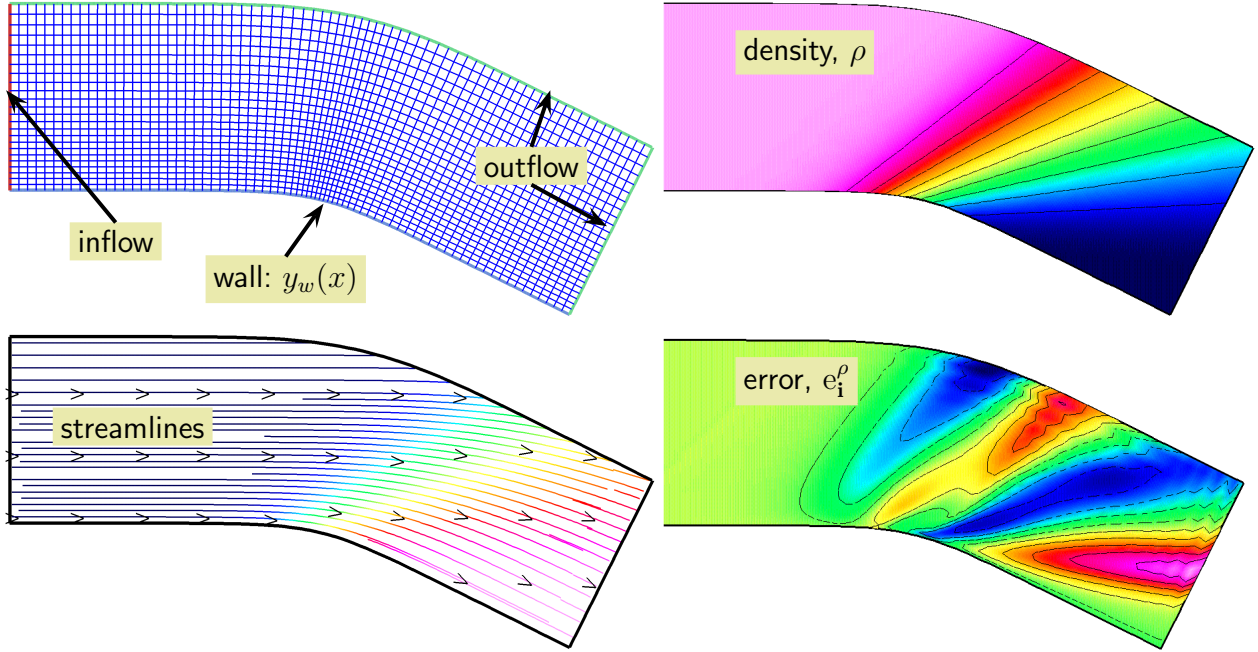 density, ρ
outflow
inflow
wall: y_w(x)
streamlines
error, e_i^ρ